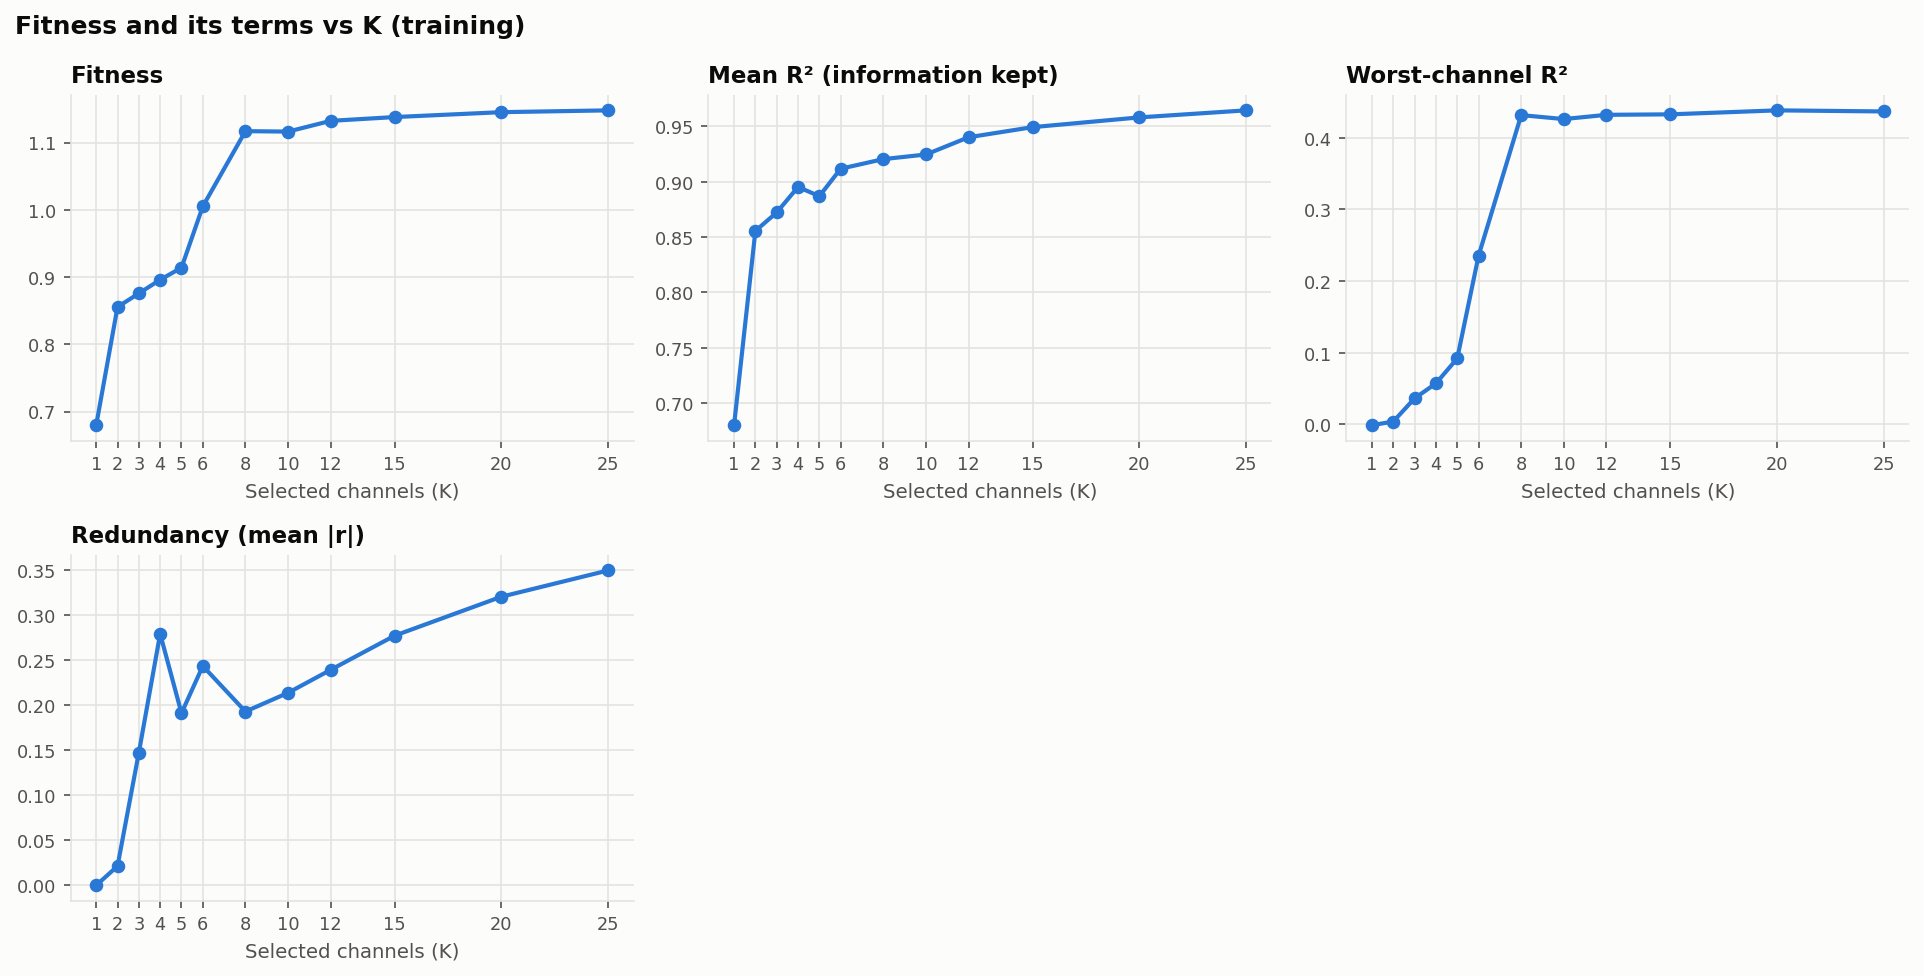 Fitness and its terms vs K (training)
Fitness
1.1
1.0
0.9
0.8
0.7
1 2 3 4 5 6 8 10 12 15 20 25
Selected channels (K)
Mean R² (information kept)
0.95
0.90
0.85
0.80
0.75
0.70
1 2 3 4 5 6 8 10 12 15 20 25
Selected channels (K)
Worst-channel R²
0.4
0.3
0.2
0.1
0.0
1 2 3 4 5 6 8 10 12 15 20 25
Selected channels (K)
Redundancy (mean |r|)
0.35
0.30
0.25
0.20
0.15
0.10
0.05
0.00
1 2 3 4 5 6 8 10 12 15 20 25
Selected channels (K)